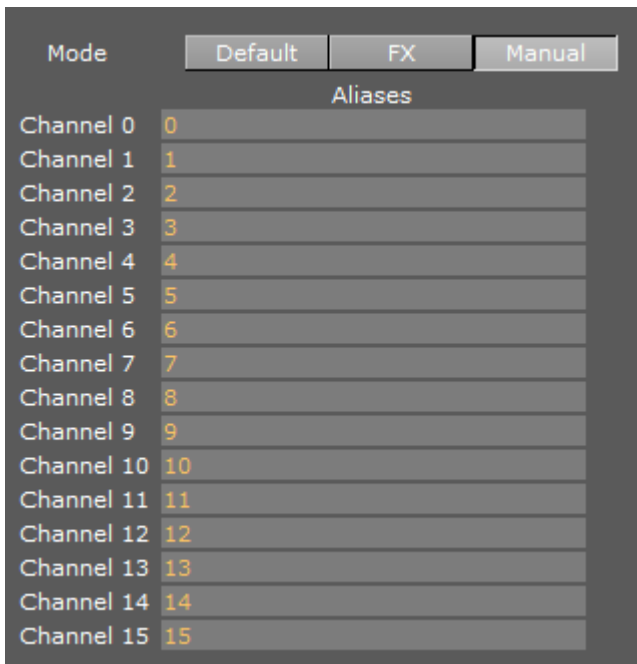 Mode Default FX Manual
Aliases
Channel 0 0
Channel 1 1
Channel 2 2
Channel 3 3
Channel 4 4
Channel 5 5
Channel 6 6
Channel 7 7
Channel 8 8
Channel 9 9
Channel 10 10
Channel 11 11
Channel 12 12
Channel 13 13
Channel 14 14
Channel 15 15